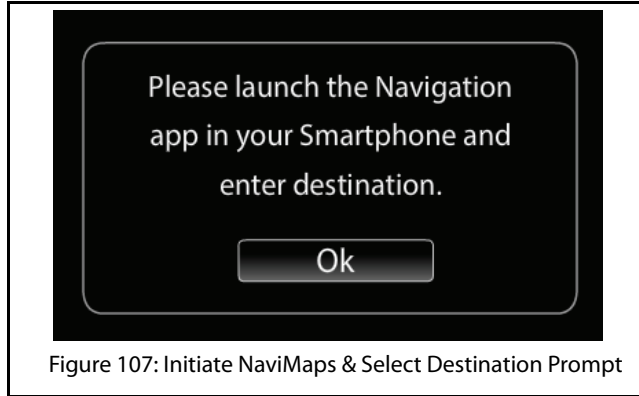 Please launch the Navigation
app in your Smartphone and
enter destination.
Ok
Figure 107: Initiate NaviMaps & Select Destination Prompt